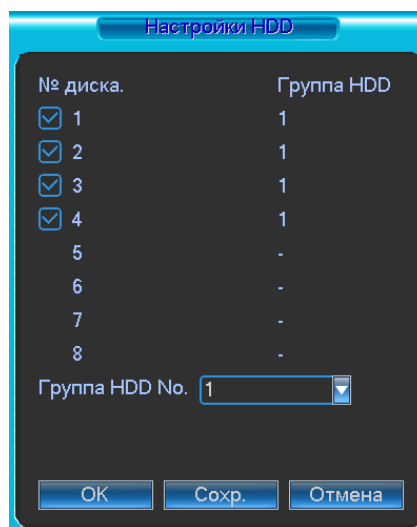 Настройки HDD
№ диска. Группа HDD
1 1
2 1
3 1
4 1
5 -
6 -
7 -
8 -
Группа HDD No. 1
OK Сохр. Отмена